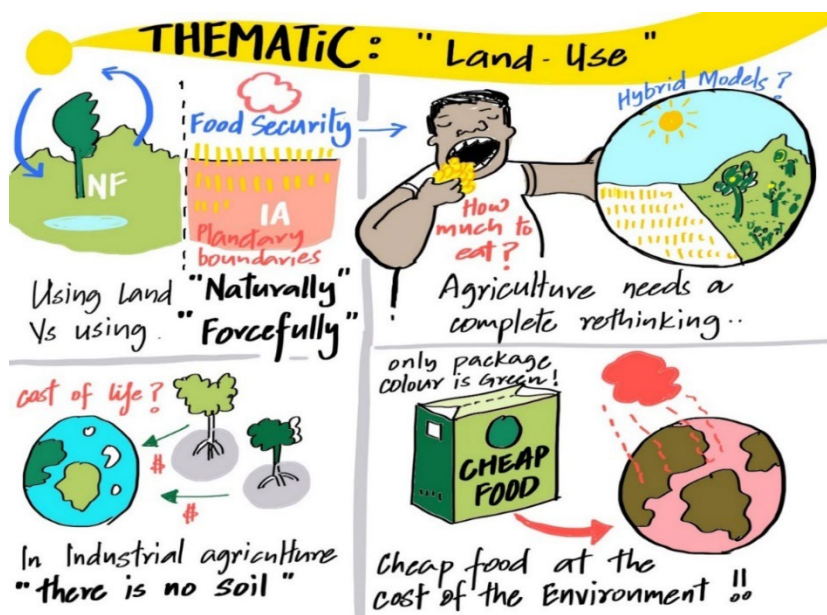 THEMATIC: "Land-Use"
NF
Food Security
IA
Planetary
boundaries
Using Land "Naturally"
Vs using. "Forcefully"
Hybrid Models?
How
much to
eat?
Agriculture needs a
complete rethinking..
cost of life?
$
$
In Industrial agriculture
"there is no soil"
only package
colour is Green!
CHEAP
FOOD
Cheap food at the
cost of the Environment !!